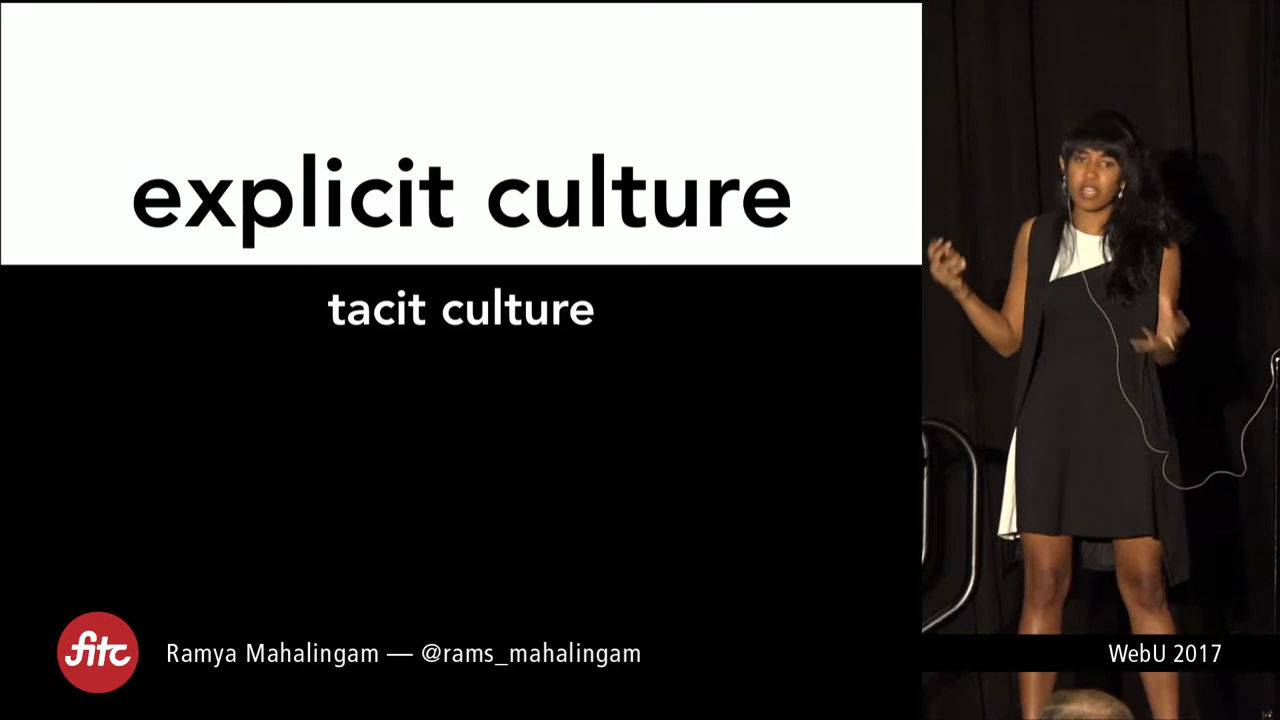 explicit culture
tacit culture
fitc
Ramya Mahalingam — @rams_mahalingam
WebU 2017